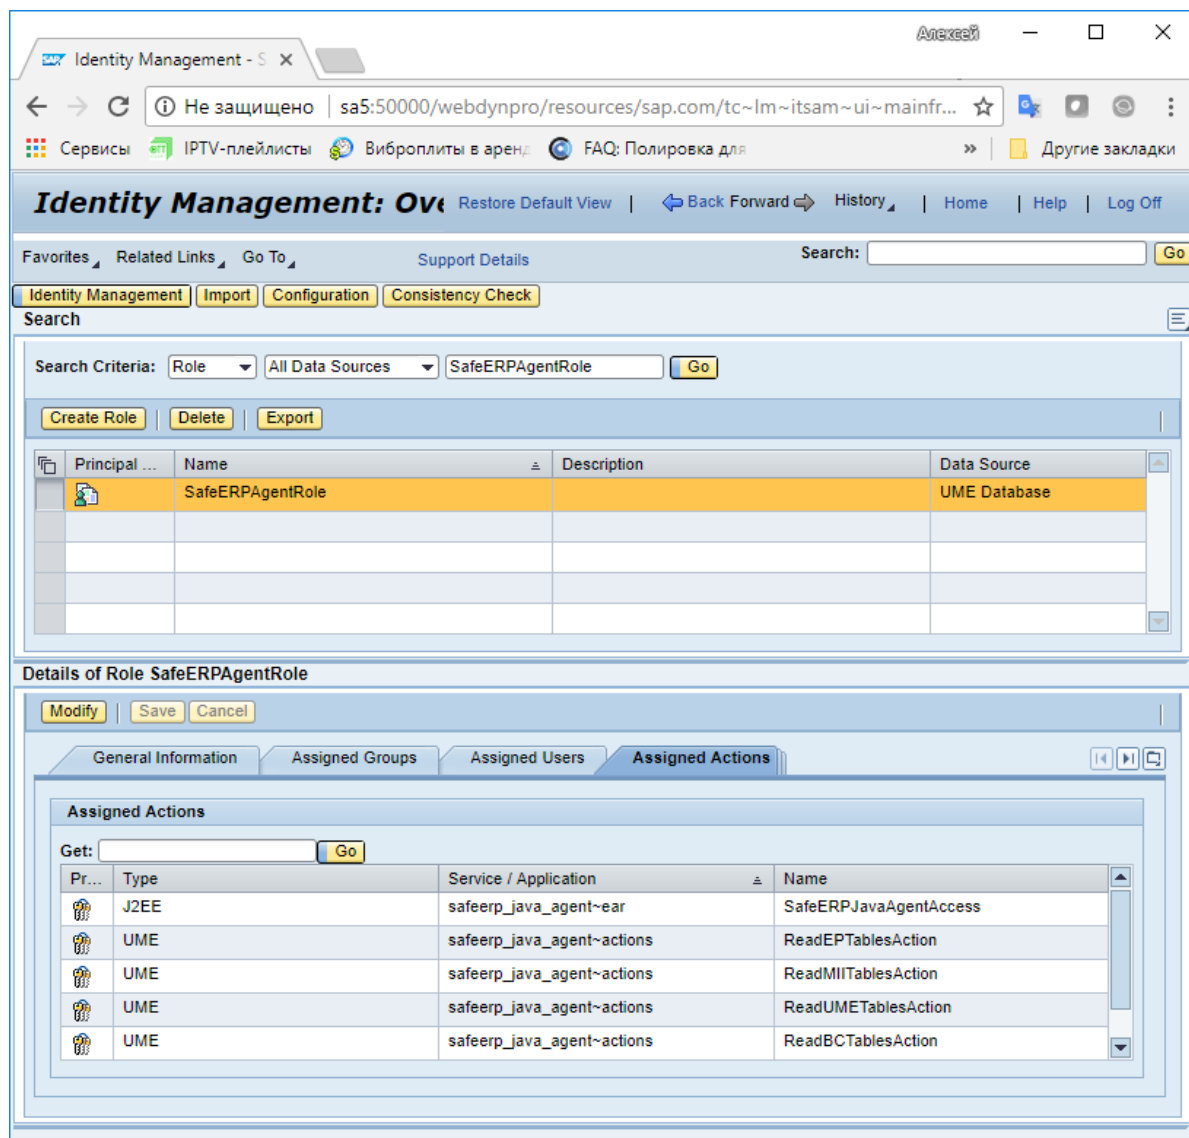 Алексей
Identity Management - S
Не защищено sa5:50000/webdynpro/resources/sap.com/tc~lm~itsam~ui~mainfr...
Сервисы IPTV-плейлисты Виброплиты в аренд FAQ: Полировка для » Другие закладки
Identity Management: Ove Restore Default View | Back Forward History | Home | Help | Log Off
Favorites Related Links Go To Support Details Search: Go
Identity Management Import Configuration Consistency Check
Search
Search Criteria: Role All Data Sources SafeERPAgentRole Go
Create Role | Delete | Export
Principal ... Name Description Data Source
SafeERPAgentRole UME Database
Details of Role SafeERPAgentRole
Modify | Save Cancel
General Information Assigned Groups Assigned Users Assigned Actions
Assigned Actions
Get: Go
Pr... Type Service / Application Name
J2EE safeerp_java_agent~ear SafeERPJavaAgentAccess
UME safeerp_java_agent~actions ReadEPTablesAction
UME safeerp_java_agent~actions ReadMIITablesAction
UME safeerp_java_agent~actions ReadUMETablesAction
UME safeerp_java_agent~actions ReadBCTablesAction